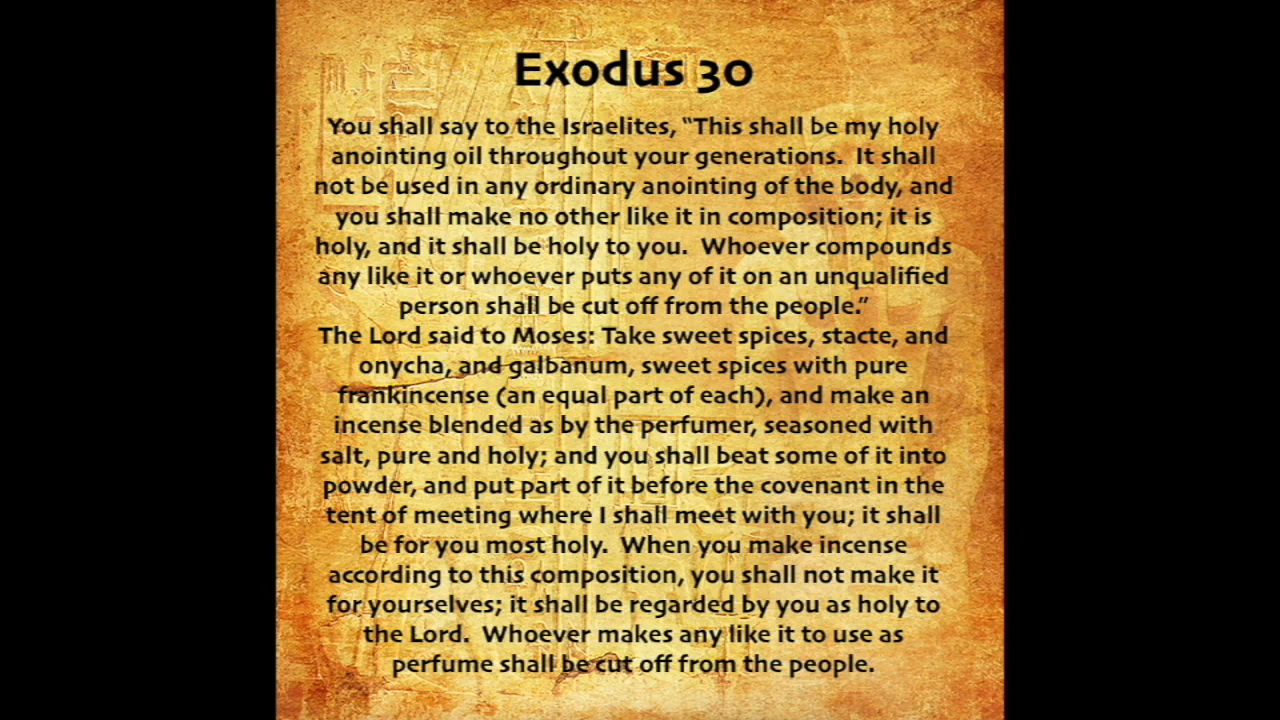 Exodus 30
You shall say to the Israelites, “This shall be my holy
anointing oil throughout your generations.  It shall
not be used in any ordinary anointing of the body, and
you shall make no other like it in composition; it is
holy, and it shall be holy to you.  Whoever compounds
any like it or whoever puts any of it on an unqualified
person shall be cut off from the people.”
The Lord said to Moses: Take sweet spices, stacte, and
onycha, and galbanum, sweet spices with pure
frankincense (an equal part of each), and make an
incense blended as by the perfumer, seasoned with
salt, pure and holy; and you shall beat some of it into
powder, and put part of it before the covenant in the
tent of meeting where I shall meet with you; it shall
be for you most holy.  When you make incense
according to this composition, you shall not make it
for yourselves; it shall be regarded by you as holy to
the Lord.  Whoever makes any like it to use as
perfume shall be cut off from the people.